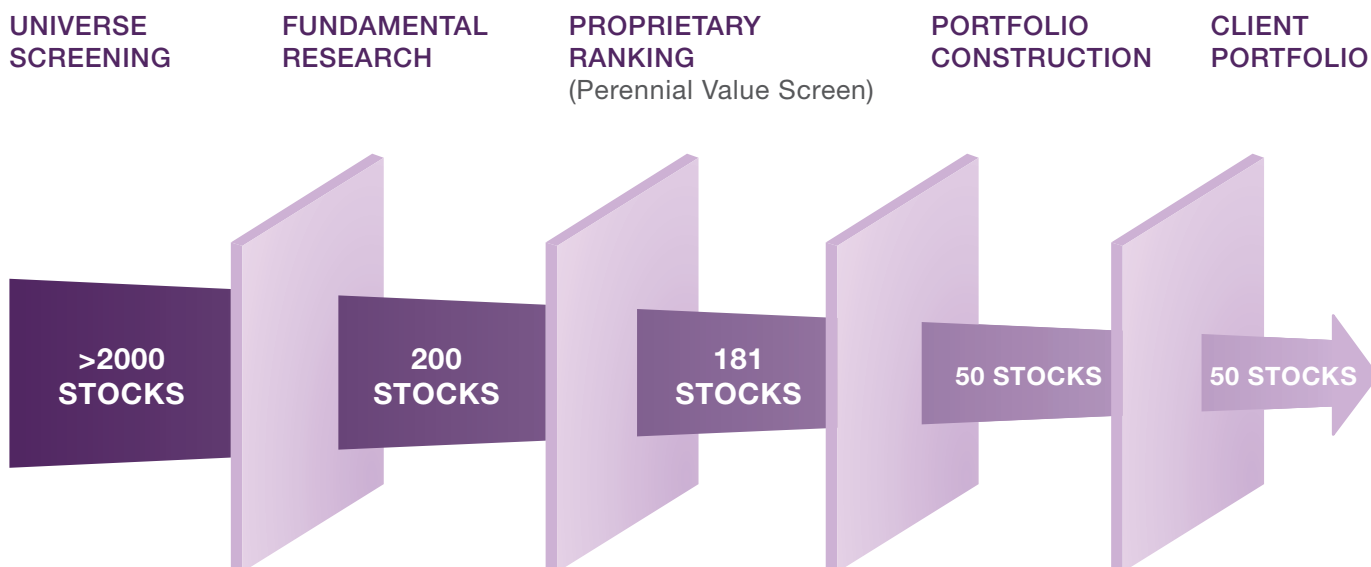 UNIVERSE
SCREENING
FUNDAMENTAL
RESEARCH
PROPRIETARY
RANKING
(Perennial Value Screen)
PORTFOLIO
CONSTRUCTION
CLIENT
PORTFOLIO
>2000
STOCKS
200
STOCKS
181
STOCKS
50 STOCKS
50 STOCKS